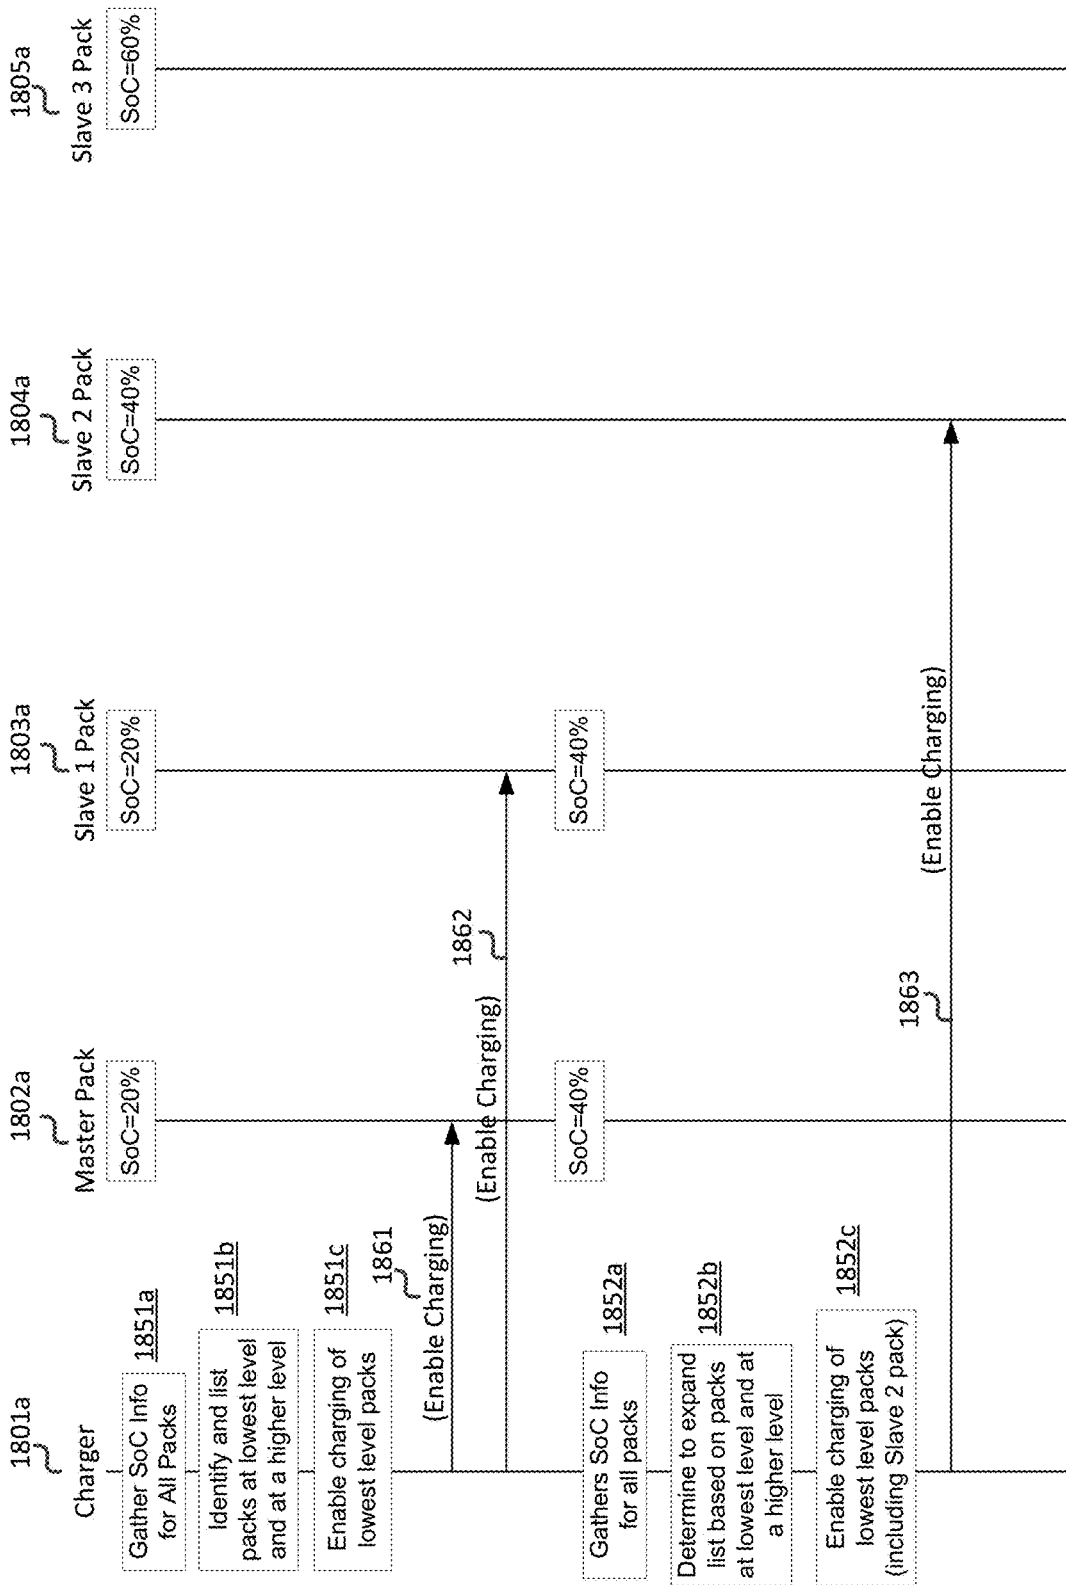 1801a
1802a
1803a
1804a
1805a
Charger
Master Pack
Slave 1 Pack
Slave 2 Pack
Slave 3 Pack
SoC=20%
SoC=20%
SoC=40%
SoC=60%
Gather SoC Info
for All Packs
1851a
Identify and list
packs at lowest level
and at a higher level
1851b
Enable charging of
lowest level packs
1851c
1861
(Enable Charging)
1862
(Enable Charging)
SoC=40%
SoC=40%
Gathers SoC Info
for all packs
1852a
Determine to expand
list based on packs
at lowest level and at
a higher level
1852b
Enable charging of
lowest level packs
(including Slave 2 pack)
1852c
1863
(Enable Charging)